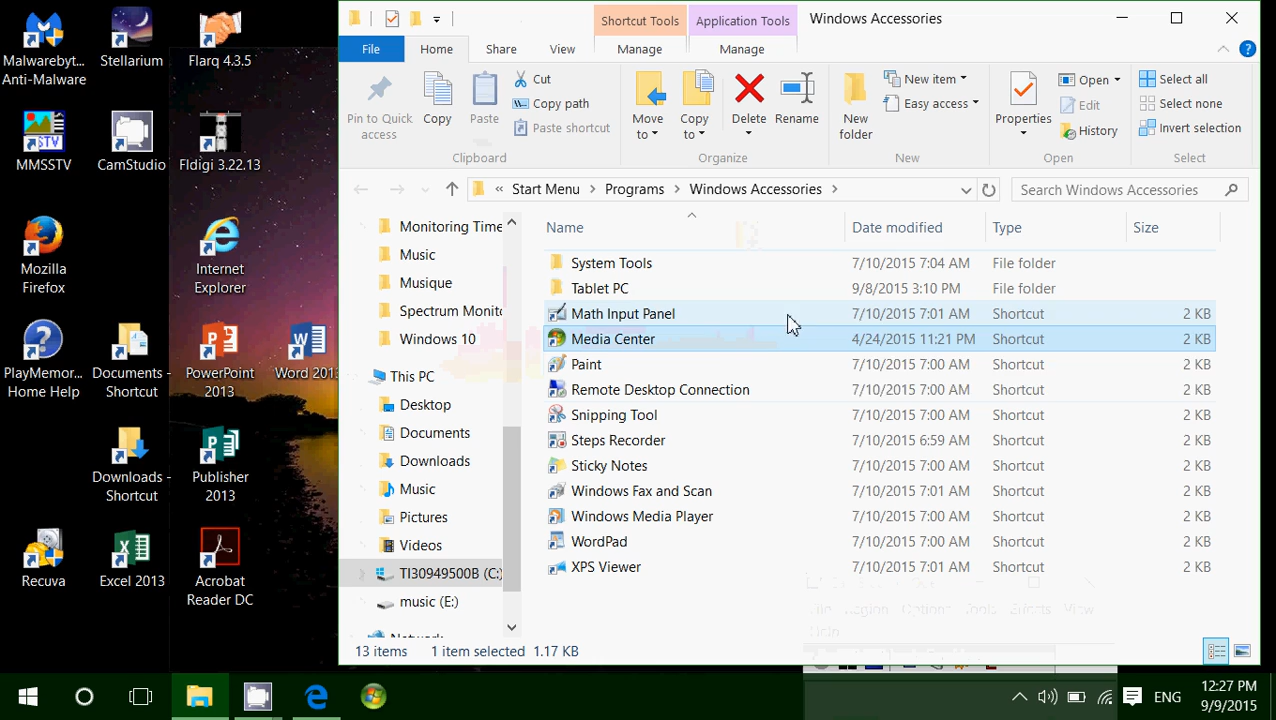 Malwarebyt...
Anti-Malware
Stellarium
Flarq 4.3.5
MMSSTV
CamStudio
Fldigi 3.22.13
Mozilla
Firefox
Internet
Explorer
PlayMemor...
Home Help
Documents -
Shortcut
PowerPoint
2013
Word 2013
Downloads -
Shortcut
Publisher
2013
Recuva
Excel 2013
Acrobat
Reader DC
Shortcut Tools
Application Tools
Windows Accessories
File
Home
Share
View
Manage
Manage
Pin to Quick
access
Copy
Paste
Cut
Copy path
Paste shortcut
Clipboard
Move
to
Copy
to
Delete
Rename
Organize
New
folder
New item
Easy access
New
Properties
Open
Edit
History
Open
Select all
Select none
Invert selection
Select
« Start Menu > Programs > Windows Accessories >
Search Windows Accessories
Monitoring Time
Music
Musique
Spectrum Monito
Windows 10
This PC
Desktop
Documents
Downloads
Music
Pictures
Videos
TI30949500B (C:)
music (E:)
Network
Name Date modified Type Size
System Tools 7/10/2015 7:04 AM File folder
Tablet PC 9/8/2015 3:10 PM File folder
Math Input Panel 7/10/2015 7:01 AM Shortcut 2 KB
Media Center 4/24/2015 11:21 PM Shortcut 2 KB
Paint 7/10/2015 7:00 AM Shortcut 2 KB
Remote Desktop Connection 7/10/2015 7:00 AM Shortcut 2 KB
Snipping Tool 7/10/2015 7:00 AM Shortcut 2 KB
Steps Recorder 7/10/2015 6:59 AM Shortcut 2 KB
Sticky Notes 7/10/2015 7:00 AM Shortcut 2 KB
Windows Fax and Scan 7/10/2015 7:01 AM Shortcut 2 KB
Windows Media Player 7/10/2015 7:00 AM Shortcut 2 KB
WordPad 7/10/2015 7:00 AM Shortcut 2 KB
XPS Viewer 7/10/2015 7:01 AM Shortcut 2 KB
File Region Options Tools Effects View
Help
13 items 1 item selected 1.17 KB
ENG
12:27 PM
9/9/2015